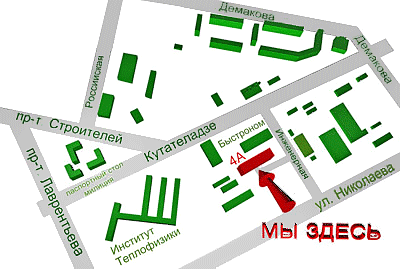 Демакова
Демакова
Российская
пр-т Строителей
Кутателадзе
Быстроном
4А
Инженерная
пр-т Лаврентьева
паспортный стол
милиция
ул. Николаева
Институт
Теплофизики
МЫ ЗДЕСЬ